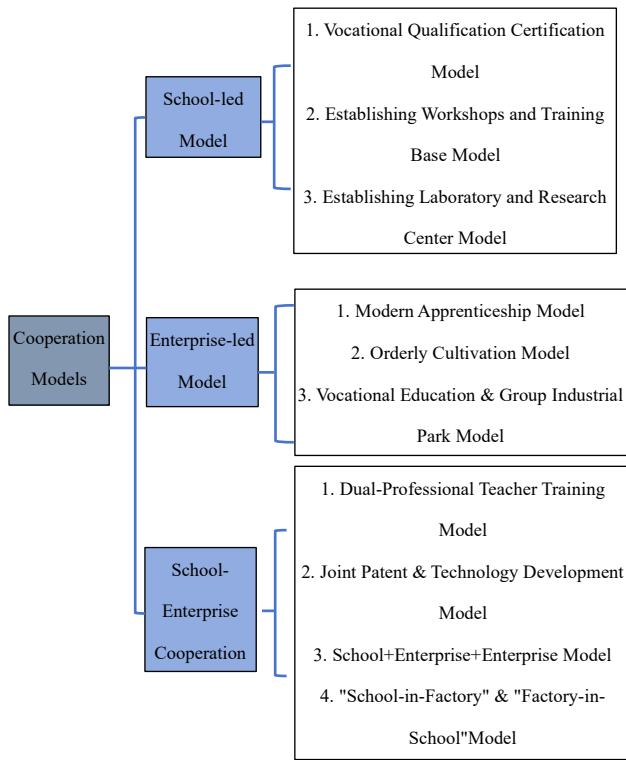 Cooperation
Models
School-led
Model
1. Vocational Qualification Certification
Model
2. Establishing Workshops and Training
Base Model
3. Establishing Laboratory and Research
Center Model
Enterprise-led
Model
1. Modern Apprenticeship Model
2. Orderly Cultivation Model
3. Vocational Education & Group Industrial
Park Model
School-
Enterprise
Cooperation
1. Dual-Professional Teacher Training
Model
2. Joint Patent & Technology Development
Model
3. School+Enterprise+Enterprise Model
4. "School-in-Factory" & "Factory-in-
School"Model